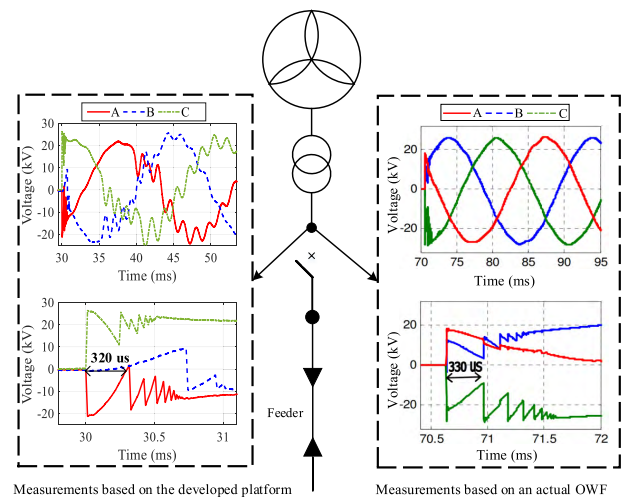 A B C
30
20
10
0
-10
-20
Voltage (kV)
30 35 40 45 50
Time (ms)
30
20
10
0
-10
-20
Voltage (kV)
320 us
30 30.5 31
Time (ms)
×
Feeder
A B C
20
0
-20
Voltage (kV)
70 75 80 85 90 95
Time (ms)
20
0
-20
Voltage (kV)
330 US
70.5 71 71.5 72
Time (ms)
Measurements based on the developed platform
Measurements based on an actual OWF